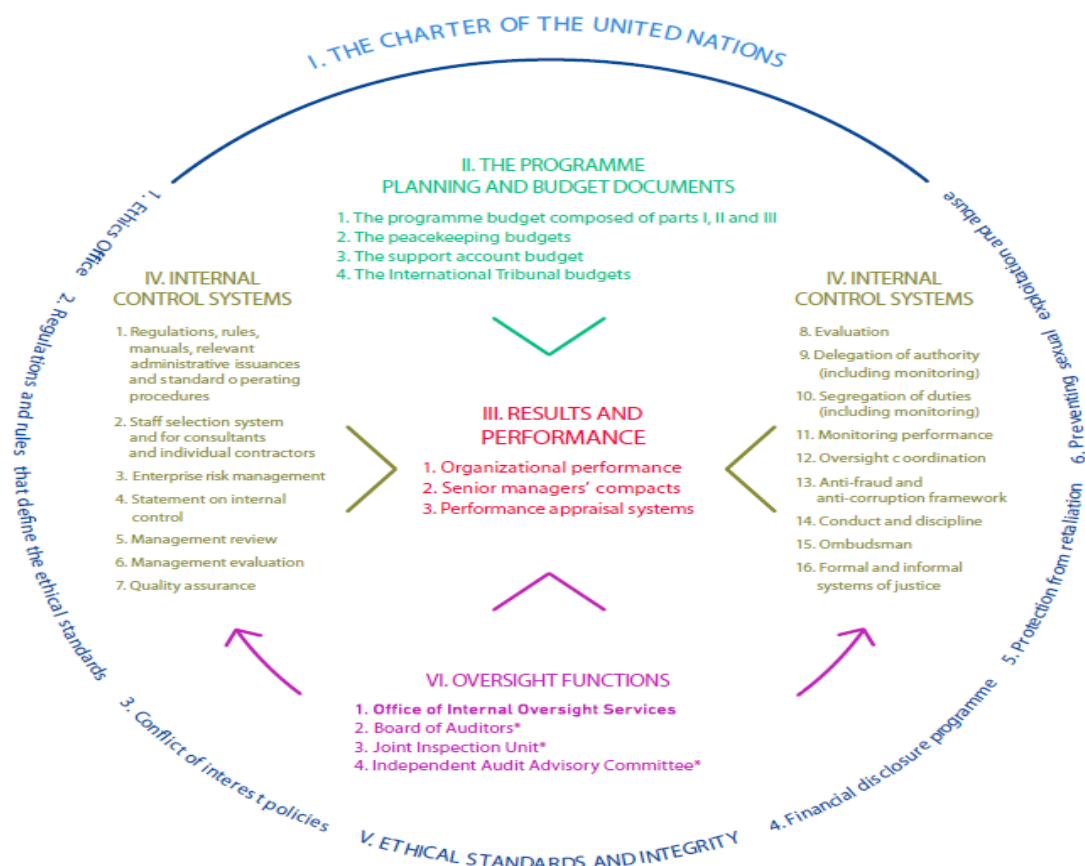 I. THE CHARTER OF THE UNITED NATIONS
II. THE PROGRAMME
PLANNING AND BUDGET DOCUMENTS
1. The programme budget composed of parts I, II and III
2. The peacekeeping budgets
3. The support account budget
4. The International Tribunal budgets
IV. INTERNAL
CONTROL SYSTEMS
1. Regulations, rules,
manuals, relevant
administrative issuances
and standard operating
procedures
2. Staff selection system
and for consultants
and individual contractors
3. Enterprise risk management
4. Statement on internal
control
5. Management review
6. Management evaluation
7. Quality assurance
III. RESULTS AND
PERFORMANCE
1. Organizational performance
2. Senior managers' compacts
3. Performance appraisal systems
IV. INTERNAL
CONTROL SYSTEMS
8. Evaluation
9. Delegation of authority
(including monitoring)
10. Segregation of duties
(including monitoring)
11. Monitoring performance
12. Oversight coordination
13. Anti-fraud and
anti-corruption framework
14. Conduct and discipline
15. Ombudsman
16. Formal and informal
systems of justice
VI. OVERSIGHT FUNCTIONS
1. Office of Internal Oversight Services
2. Board of Auditors*
3. Joint Inspection Unit*
4. Independent Audit Advisory Committee*
V. ETHICAL STANDARDS AND INTEGRITY
1. Ethics Office
2. Regulations and rules that define the ethical standards
3. Conflict of interest policies
4. Financial disclosure programme
5. Protection from retaliation
6. Preventing sexual exploitation and abuse